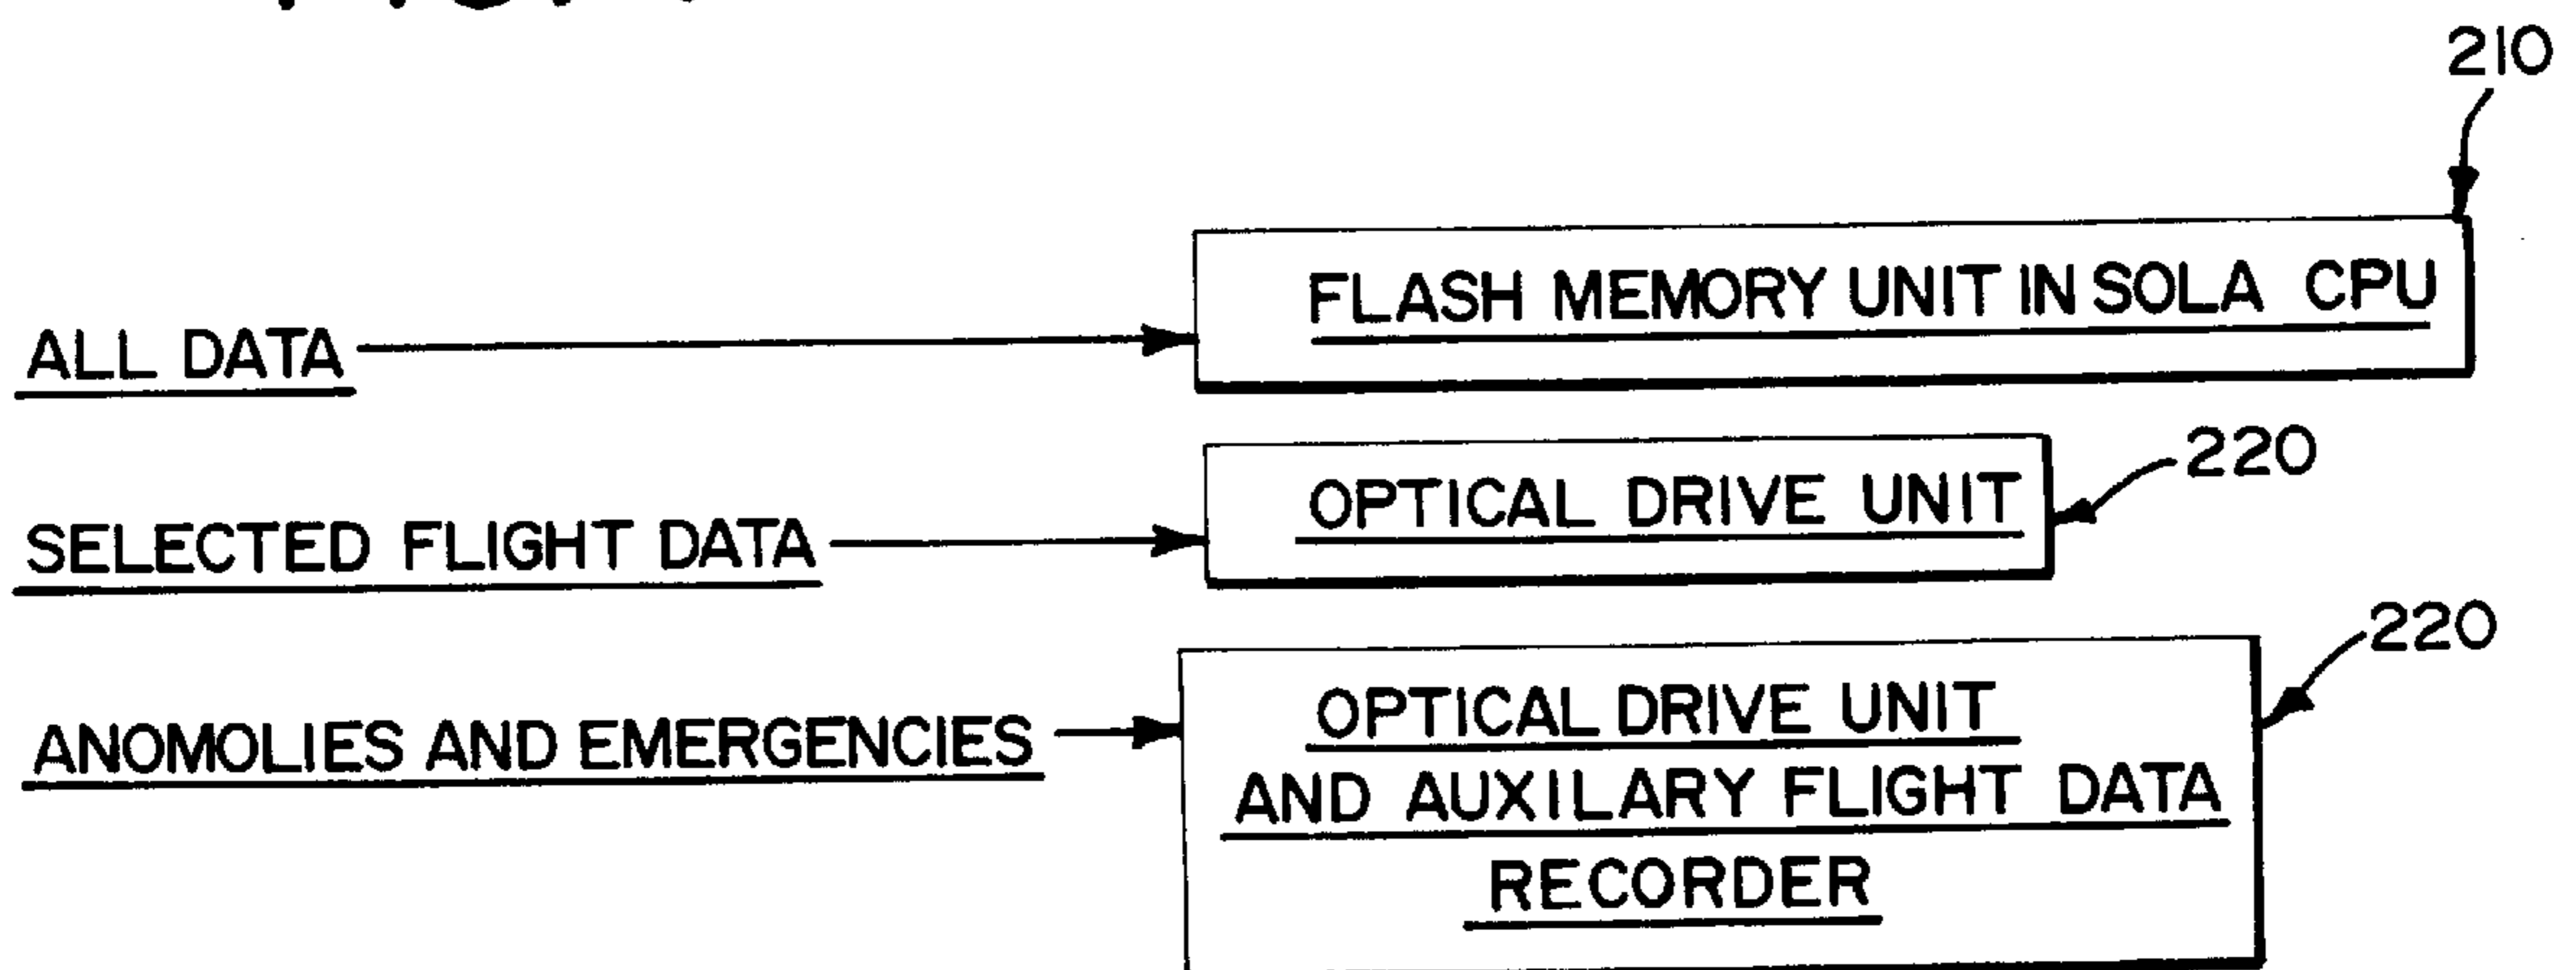 210
FLASH MEMORY UNIT IN SOLA CPU
ALL DATA
OPTICAL DRIVE UNIT
220
SELECTED FLIGHT DATA
220
ANOMOLIES AND EMERGENCIES
OPTICAL DRIVE UNIT
AND AUXILARY FLIGHT DATA
RECORDER